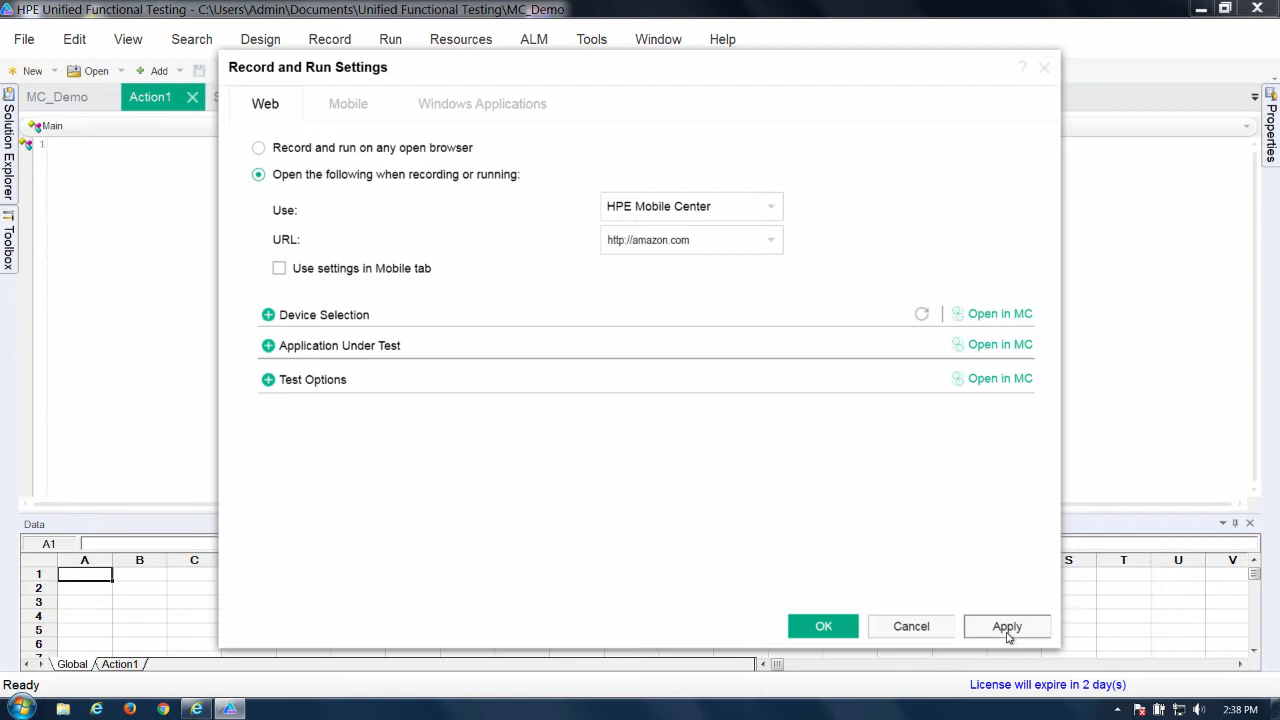 HPE Unified Functional Testing - C:\Users\Admin\Documents\Unified Functional Testing\MC_Demo
File Edit View Search Design Record Run Resources ALM Tools Window Help
New Open Add
MC_Demo Action1
Main
1
Solution Explorer
Toolbox
Properties
Record and Run Settings
?
Web Mobile Windows Applications
Record and run on any open browser
Open the following when recording or running:
Use: HPE Mobile Center
URL: http://amazon.com
Use settings in Mobile tab
Device Selection Open in MC
Application Under Test Open in MC
Test Options Open in MC
OK Cancel Apply
Data
A1
A B C S T U V
1
2
3
4
5
6
Global Action1
Ready License will expire in 2 day(s)
2:38 PM